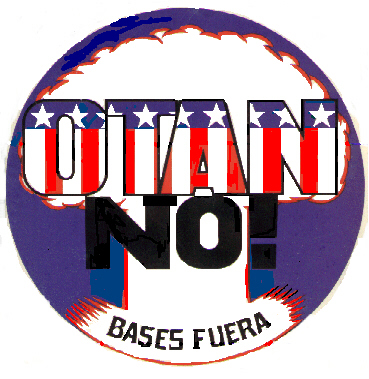 OTAN
NO!
BASES FUERA